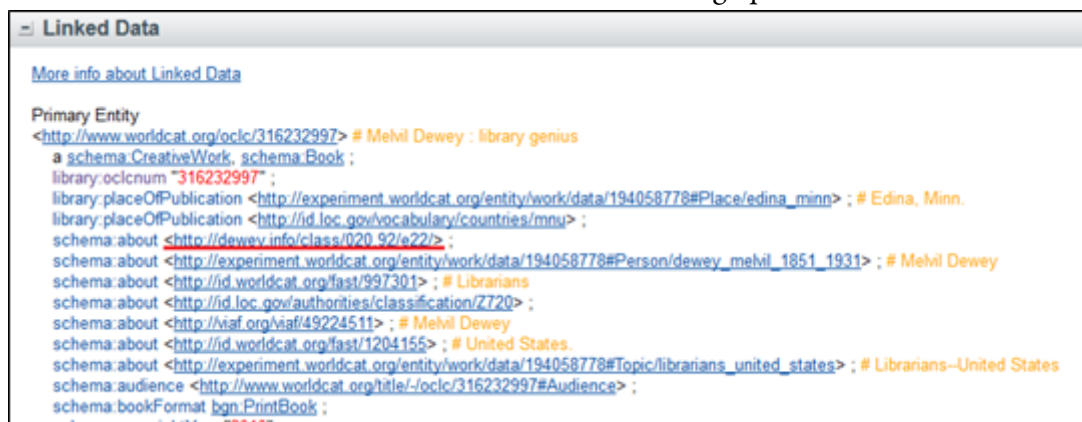 Linked Data
More info about Linked Data
Primary Entity
<http://www.worldcat.org/oclc/316232997> # Melvil Dewey : library genius
a schema:CreativeWork, schema:Book ;
library:oclcnum "316232997" ;
library:placeOfPublication <http://experiment.worldcat.org/entity/work/data/194058778#Place/edina_minn> ; # Edina, Minn.
library:placeOfPublication <http://id.loc.gov/vocabulary/countries/mnu> ;
schema:about <http://dewey.info/class/020.92/e22/> ;
schema:about <http://experiment.worldcat.org/entity/work/data/194058778#Person/dewey_melvil_1851_1931> ; # Melvil Dewey
schema:about <http://id.worldcat.org/fast/997301> ; # Librarians
schema:about <http://id.loc.gov/authorities/classification/Z720> ;
schema:about <http://viaf.org/viaf/49224511> ; # Melvil Dewey
schema:about <http://id.worldcat.org/fast/1204155> ; # United States.
schema:about <http://experiment.worldcat.org/entity/work/data/194058778#Topic/librarians_united_states> ; # Librarians--United States
schema:audience <http://www.worldcat.org/title/-/oclc/316232997#Audience> ;
schema:bookFormat bgn:PrintBook ;